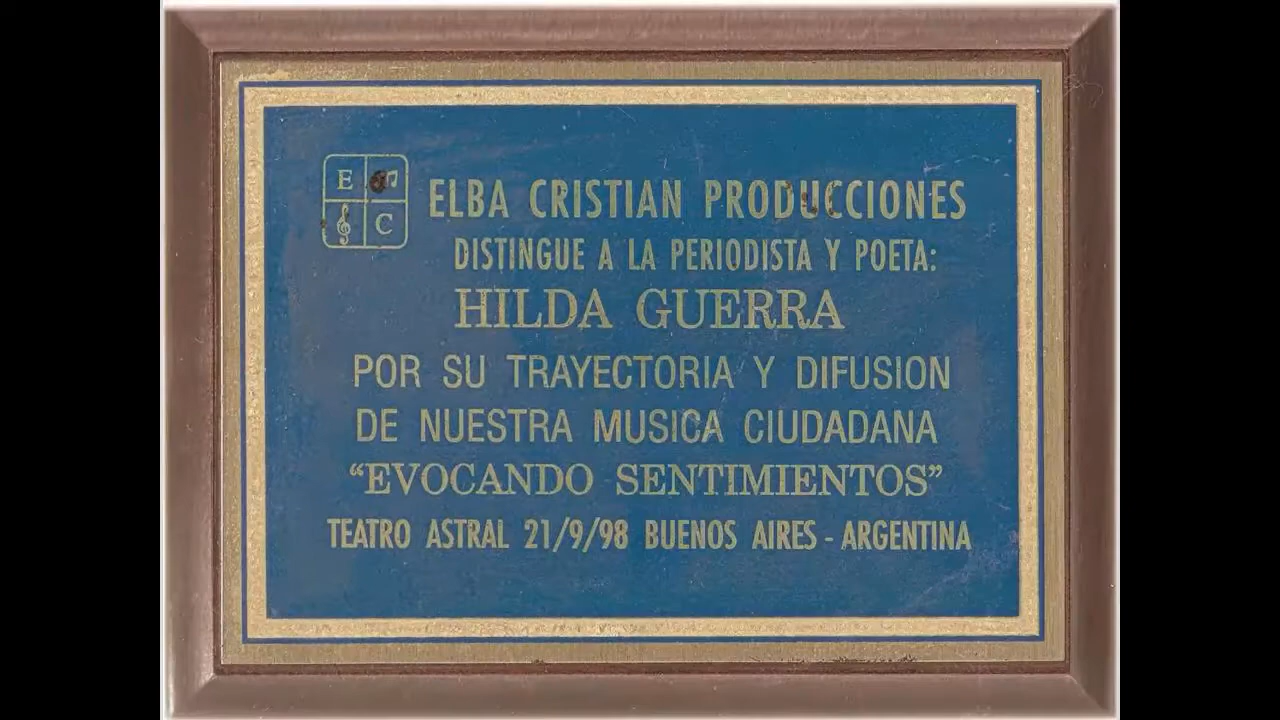 E
C
ELBA CRISTIAN PRODUCCIONES
DISTINGUE A LA PERIODISTA Y POETA:
HILDA GUERRA
POR SU TRAYECTORIA Y DIFUSION
DE NUESTRA MUSICA CIUDADANA
“EVOCANDO SENTIMIENTOS”
TEATRO ASTRAL 21/9/98 BUENOS AIRES - ARGENTINA